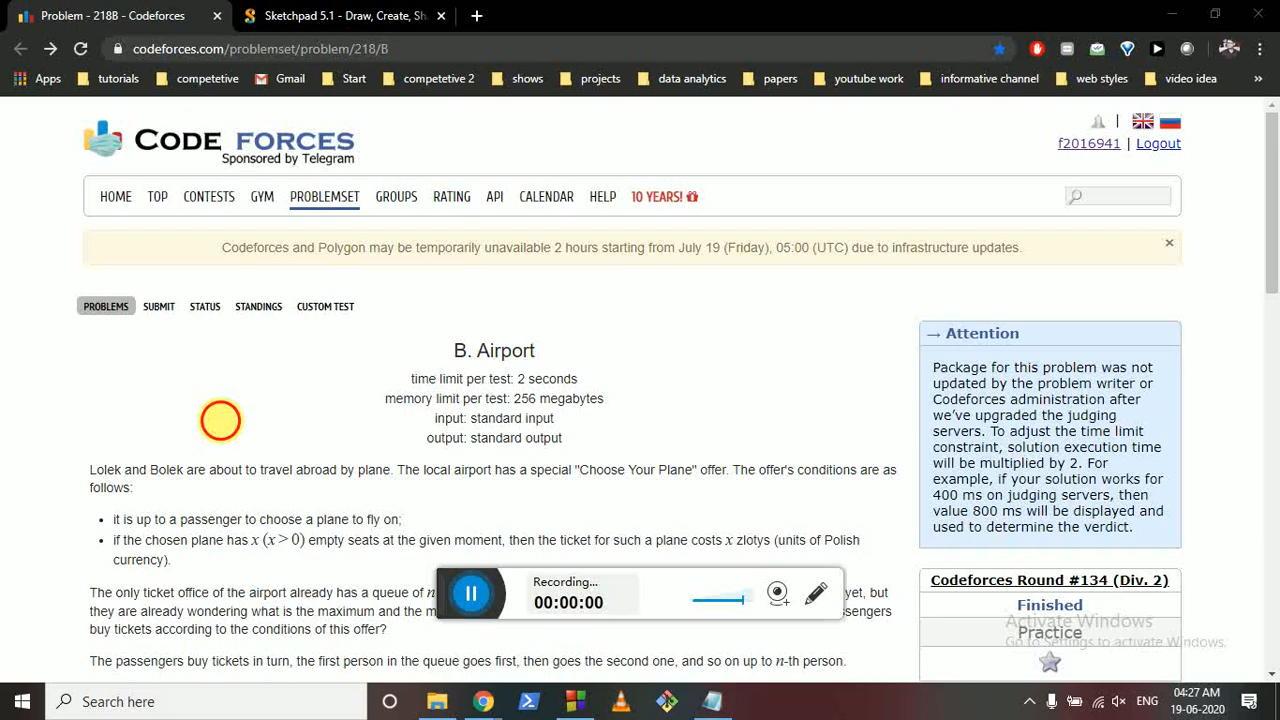 Problem - 218B - Codeforces
Sketchpad 5.1 - Draw, Create, Sh
codeforces.com/problemset/problem/218/B
Apps tutorials competetive Gmail Start competetive 2 shows projects data analytics papers youtube work informative channel web styles video idea
CODE FORCES
Sponsored by Telegram
f2016941 | Logout
HOME TOP CONTESTS GYM PROBLEMSET GROUPS RATING API CALENDAR HELP 10 YEARS!
Codeforces and Polygon may be temporarily unavailable 2 hours starting from July 19 (Friday), 05:00 (UTC) due to infrastructure updates.
PROBLEMS SUBMIT STATUS STANDINGS CUSTOM TEST
B. Airport
time limit per test: 2 seconds
memory limit per test: 256 megabytes
input: standard input
output: standard output
Lolek and Bolek are about to travel abroad by plane. The local airport has a special "Choose Your Plane" offer. The offer's conditions are as
follows:
• it is up to a passenger to choose a plane to fly on;
• if the chosen plane has x (x > 0) empty seats at the given moment, then the ticket for such a plane costs x zlotys (units of Polish
currency).
The only ticket office of the airport already has a queue of n yet, but
they are already wondering what is the maximum and the
buy tickets according to the conditions of this offer?
The passengers buy tickets in turn, the first person in the queue goes first, then goes the second one, and so on up to n-th person.
Recording...
00:00:00
→ Attention
Package for this problem was not
updated by the problem writer or
Codeforces administration after
we've upgraded the judging
servers. To adjust the time limit
constraint, solution execution time
will be multiplied by 2. For
example, if your solution works for
400 ms on judging servers, then
value 800 ms will be displayed and
used to determine the verdict.
Codeforces Round #134 (Div. 2)
Finished
Practice
Activate Windows
Go to Settings to activate Windows.
Search here
ENG
04:27 AM
19-06-2020